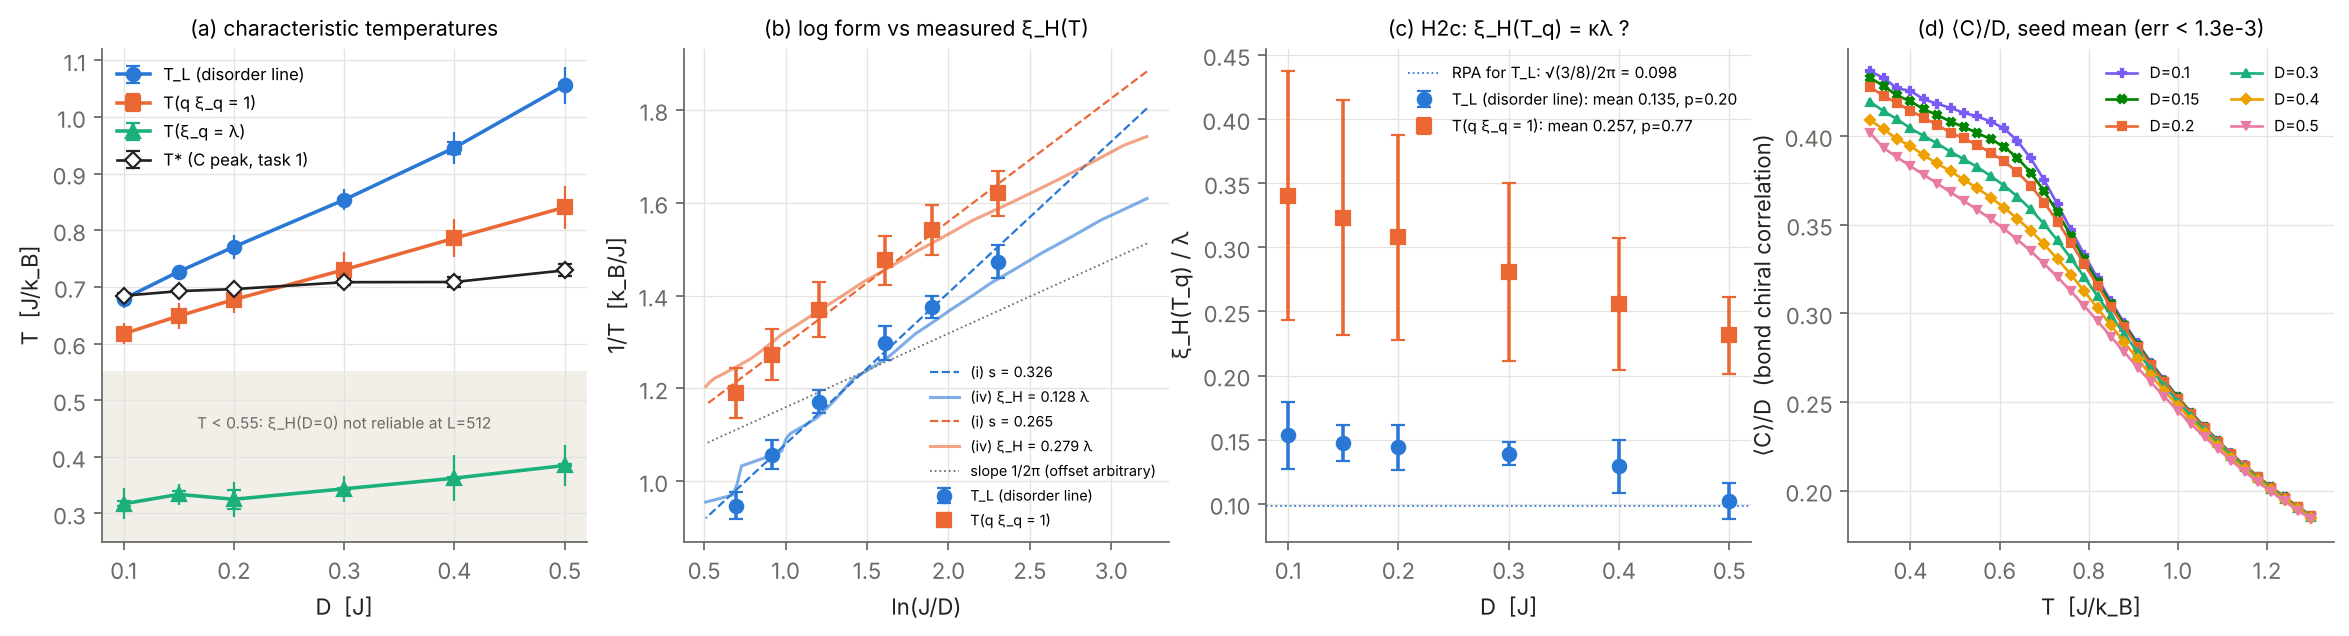 (a) characteristic temperatures
11
1.0
0.9
0.8
0.7
0.6
0.5
0.4
0.3
T [J/k_B]
T_L (disorder line)
T(q ξ_q = 1)
T(ξ_q = λ)
T* (C peak, task 1)
T < 0.55: ξ_H(D=0) not reliable at L=512
0.1 0.2 0.3 0.4 0.5
D [J]
(b) log form vs measured ξ_H(T)
1.8
1.6
1.4
1.2
1.0
1/T [k_B/J]
(i) s = 0.326
(iv) ξ_H = 0.128 λ
(i) s = 0.265
(iv) ξ_H = 0.279 λ
slope 1/2π (offset arbitrary)
T_L (disorder line)
T(q ξ_q = 1)
0.5 1.0 1.5 2.0 2.5 3.0
ln(J/D)
(c) H2c: ξ_H(T_q) = κλ ?
0.45
0.40
0.35
0.30
0.25
0.20
0.15
0.10
ξ_H(T_q) / λ
RPA for T_L: √(3/8)/2π = 0.098
T_L (disorder line): mean 0.135, p=0.20
T(q ξ_q = 1): mean 0.257, p=0.77
0.1 0.2 0.3 0.4 0.5
D [J]
(d) ⟨C⟩/D, seed mean (err < 1.3e-3)
0.40
0.35
0.30
0.25
0.20
⟨C⟩/D (bond chiral correlation)
D=0.1
D=0.15
D=0.2
D=0.3
D=0.4
D=0.5
0.4 0.6 0.8 1.0 1.2
T [J/k_B]